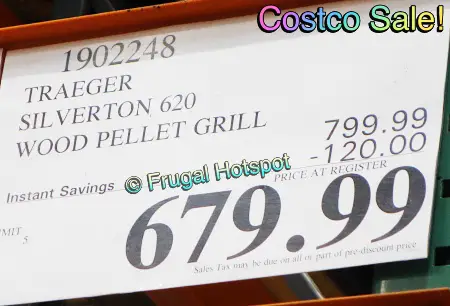 Costco Sale!
1902248
TRAEGER
SILVERTON 620
WOOD PELLET GRILL
799.99
Instant Savings -120.00
© Frugal Hotspot
PRICE AT REGISTER
679.99
5
Sales Tax may be due on all or part of pre-discount price